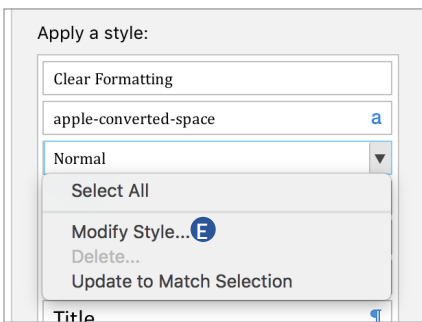 Apply a style:
Clear Formatting
apple-converted-space a
Normal
Select All
Modify Style... E
Delete...
Update to Match Selection
Title ¶